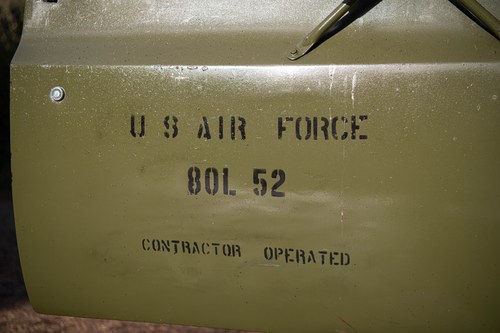 U S AIR FORCE
80L 52
CONTRACTOR OPERATED